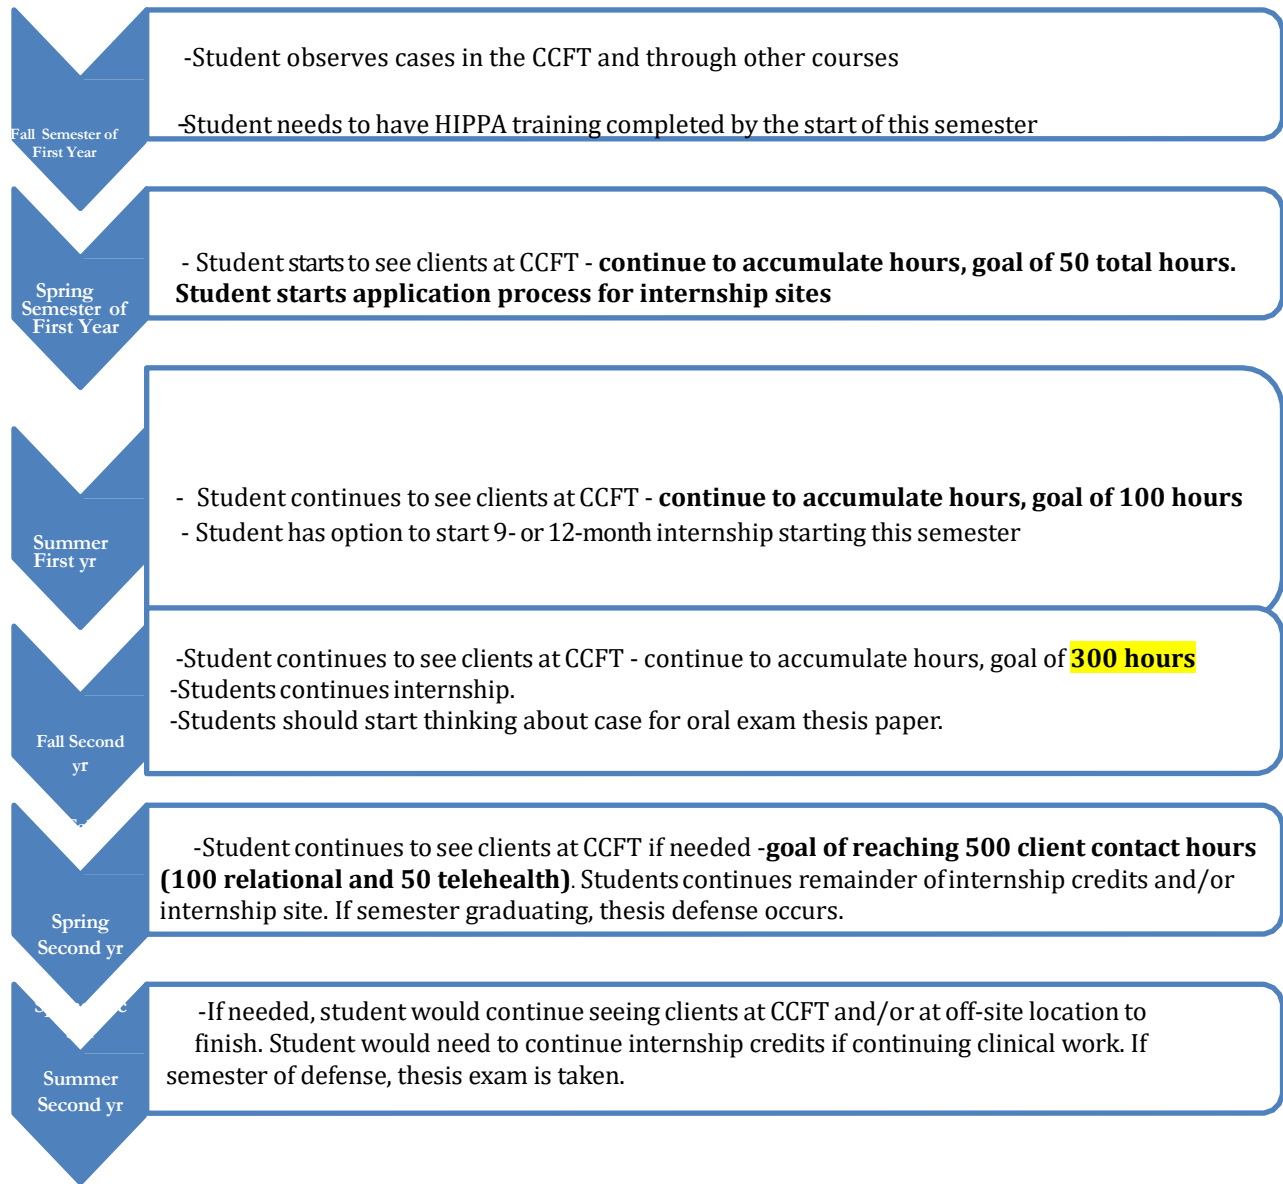 -Student observes cases in the CCFT and through other courses
-Student needs to have HIPPA training completed by the start of this semester
Fall Semester of
First Year
- Student starts to see clients at CCFT - continue to accumulate hours, goal of 50 total hours.
Student starts application process for internship sites
Spring
Semester of
First Year
- Student continues to see clients at CCFT - continue to accumulate hours, goal of 100 hours
- Student has option to start 9- or 12-month internship starting this semester
Summer
First yr
-Student continues to see clients at CCFT - continue to accumulate hours, goal of 300 hours
-Students continues internship.
-Students should start thinking about case for oral exam thesis paper.
Fall Second
yr
-Student continues to see clients at CCFT if needed -goal of reaching 500 client contact hours
(100 relational and 50 telehealth). Students continues remainder of internship credits and/or
internship site. If semester graduating, thesis defense occurs.
Spring
Second yr
-If needed, student would continue seeing clients at CCFT and/or at off-site location to
finish. Student would need to continue internship credits if continuing clinical work. If
semester of defense, thesis exam is taken.
Summer
Second yr